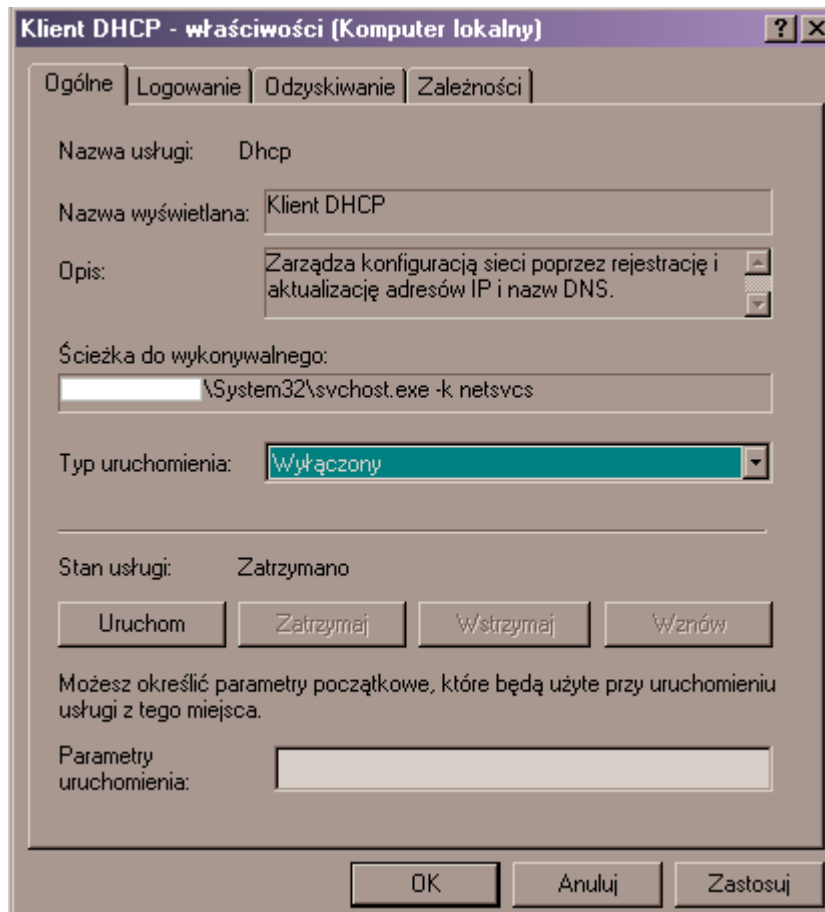 Klient DHCP - właściwości (Komputer lokalny)
Ogólne Logowanie Odzyskiwanie Zależności
Nazwa usługi: Dhcp
Nazwa wyświetlana: Klient DHCP
Opis: Zarządza konfiguracją sieci poprzez rejestrację i
aktualizację adresów IP i nazw DNS.
Ścieżka do wykonywalnego:
\System32\svchost.exe -k netsvcs
Typ uruchomienia: Wyłączony
Stan usługi: Zatrzymano
Uruchom Zatrzymaj Wstrzymaj Wznów
Możesz określić parametry początkowe, które będą użyte przy uruchomieniu
usługi z tego miejsca.
Parametry
uruchomienia:
OK Anuluj Zastosuj